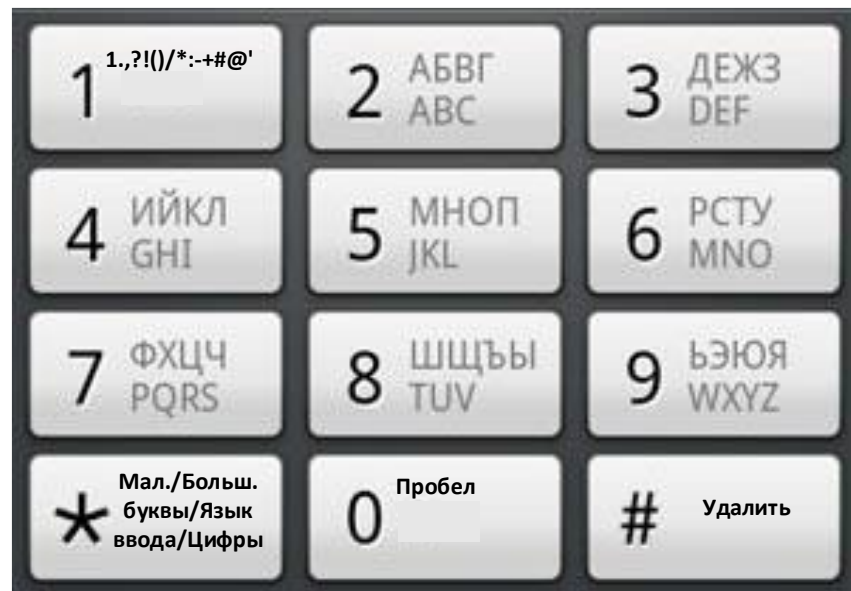 1 1.,?!()/*:-+#@'
2 АБВГ
ABC
3 ДЕЖЗ
DEF
4 ИЙКЛ
GHI
5 МНОП
JKL
6 РСТУ
MNO
7 ФХЦЧ
PQRS
8 ШЩЪЫ
TUV
9 ЬЭЮЯ
WXYZ
* Мал./Больш.
буквы/Язык
ввода/Цифры
0 Пробел
# Удалить